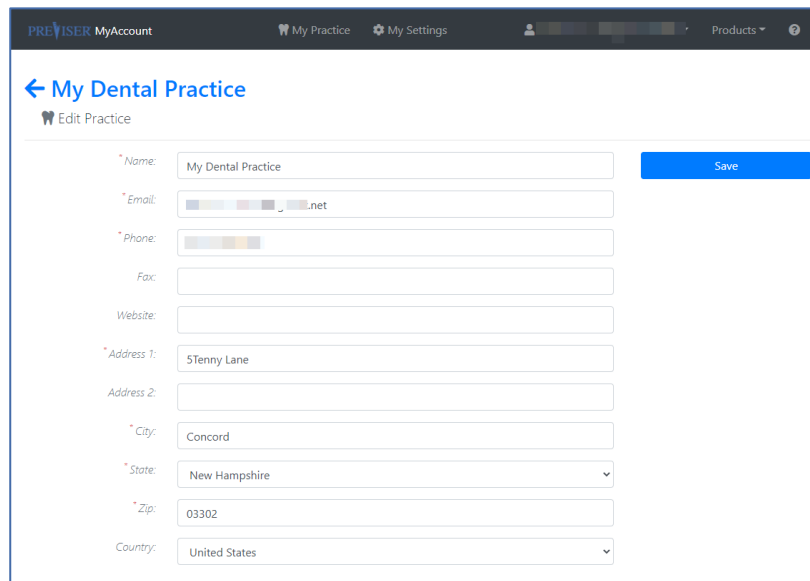 PREVISER MyAccount My Practice My Settings Products ?
My Dental Practice
Edit Practice
* Name: My Dental Practice Save
* Email: .net
* Phone:
Fax:
Website:
* Address 1: 5Tenny Lane
Address 2:
* City: Concord
* State: New Hampshire
* Zip: 03302
Country: United States